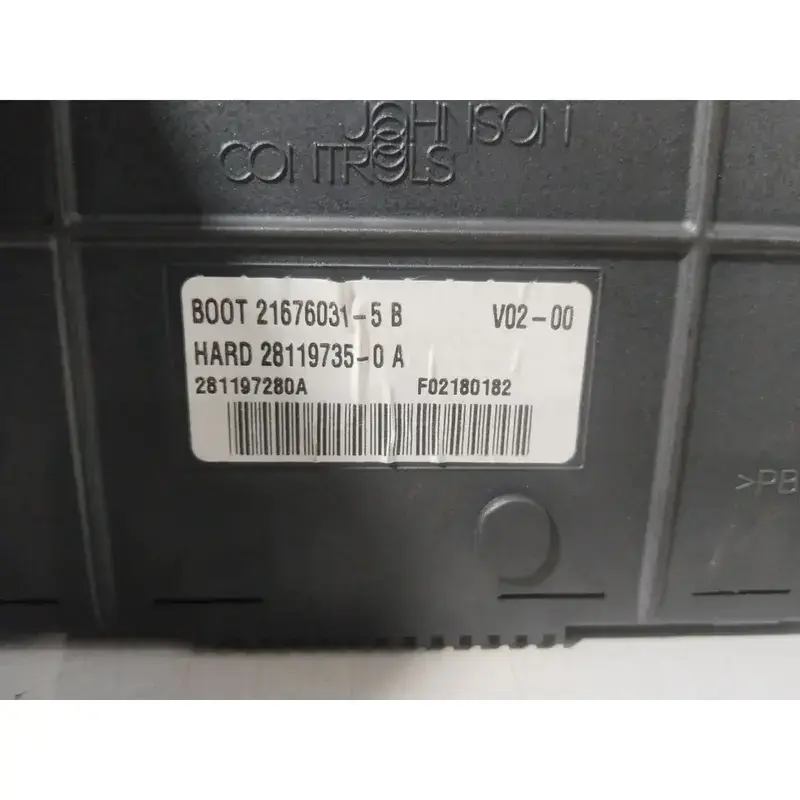 JOHNSON
CONTROLS
BOOT 21676031-5 B V02-00
HARD 28119735-0 A
281197280A F02180182
>PB